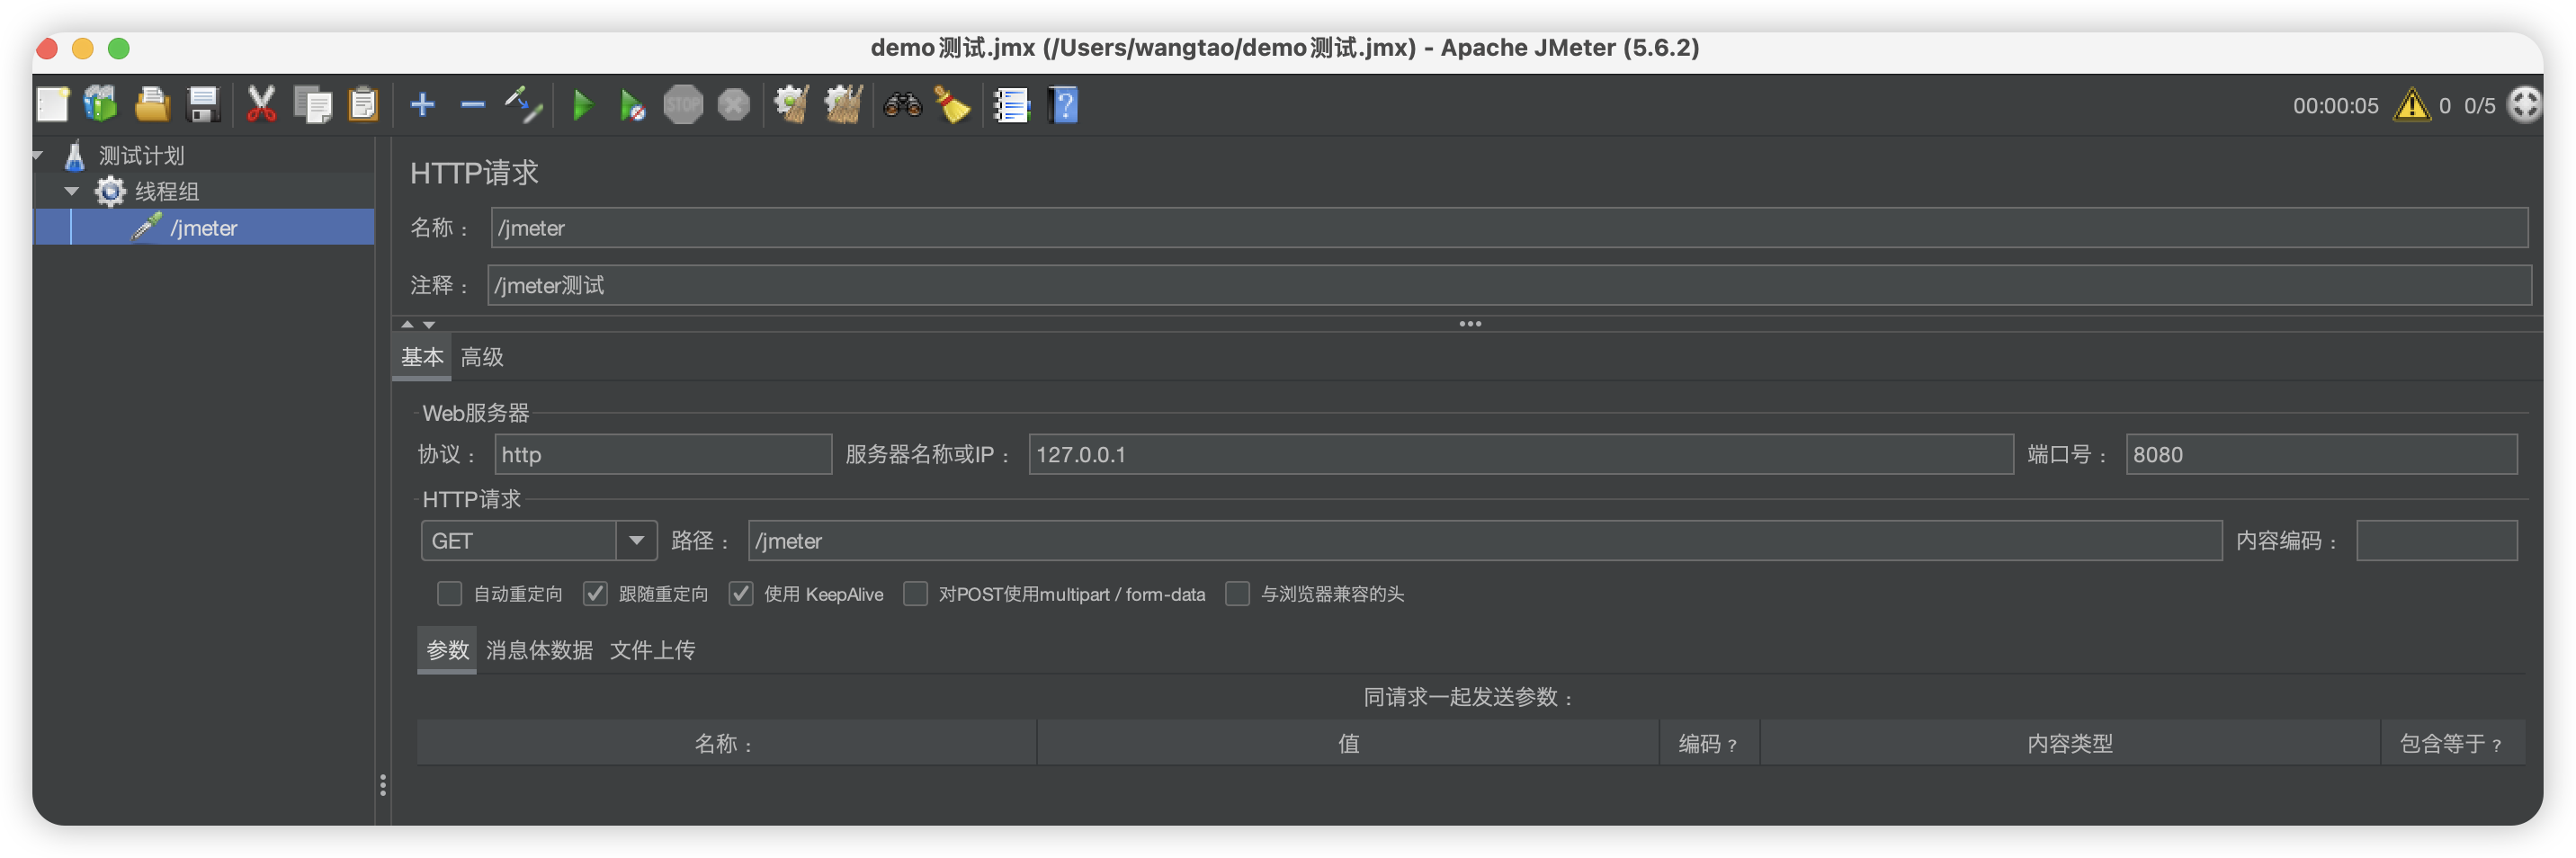 demo测试.jmx (/Users/wangtao/demo测试.jmx) - Apache JMeter (5.6.2)
STOP
00:00:05 0 0/5
测试计划
线程组
/jmeter
HTTP请求
名称： /jmeter
注释： /jmeter测试
基本 高级
Web服务器
协议： http 服务器名称或IP： 127.0.0.1 端口号： 8080
HTTP请求
GET 路径： /jmeter 内容编码：
自动重定向 跟随重定向 使用 KeepAlive 对POST使用multipart / form-data 与浏览器兼容的头
参数 消息体数据 文件上传
同请求一起发送参数：
名称： 值 编码？ 内容类型 包含等于？